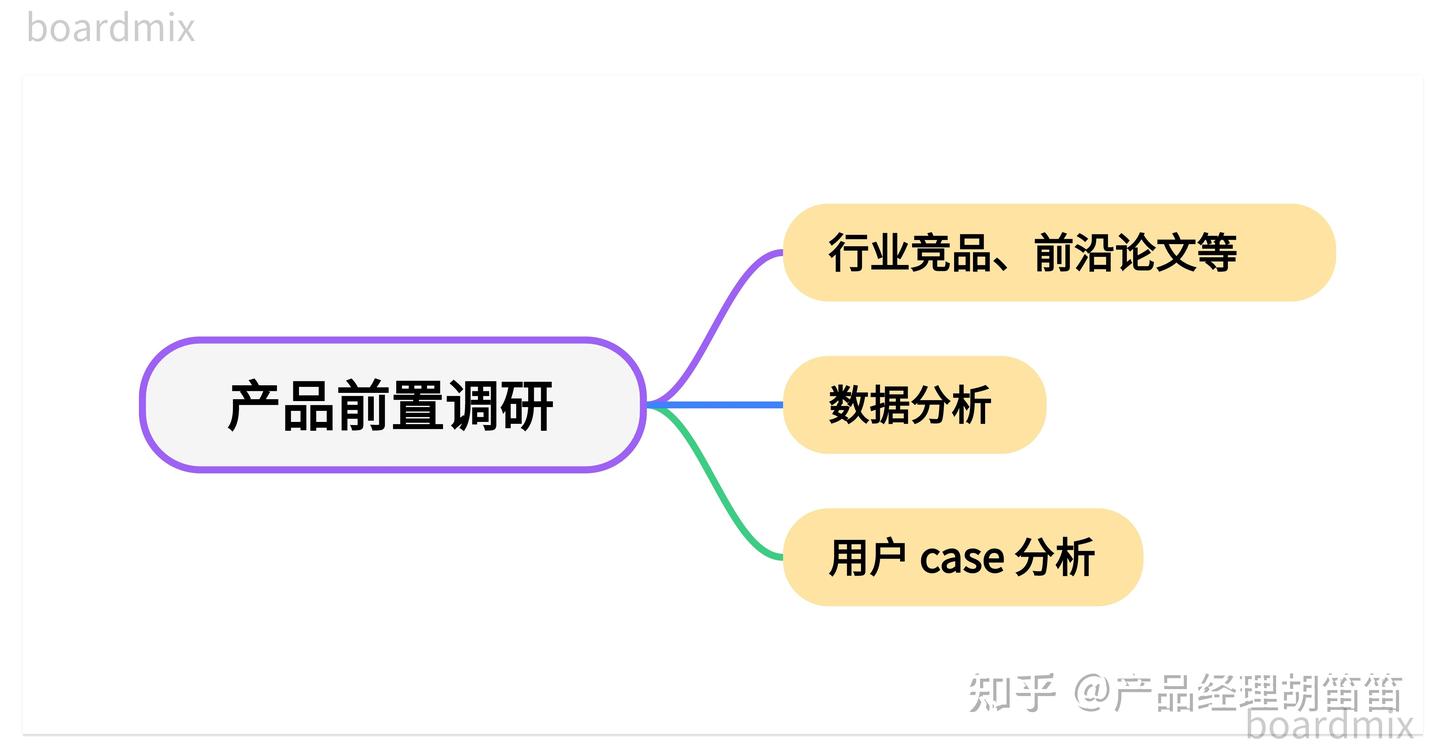 boardmix
行业竞品、前沿论文等
产品前置调研
数据分析
用户 case 分析
知乎 @产品经理胡笛笛
boardmix